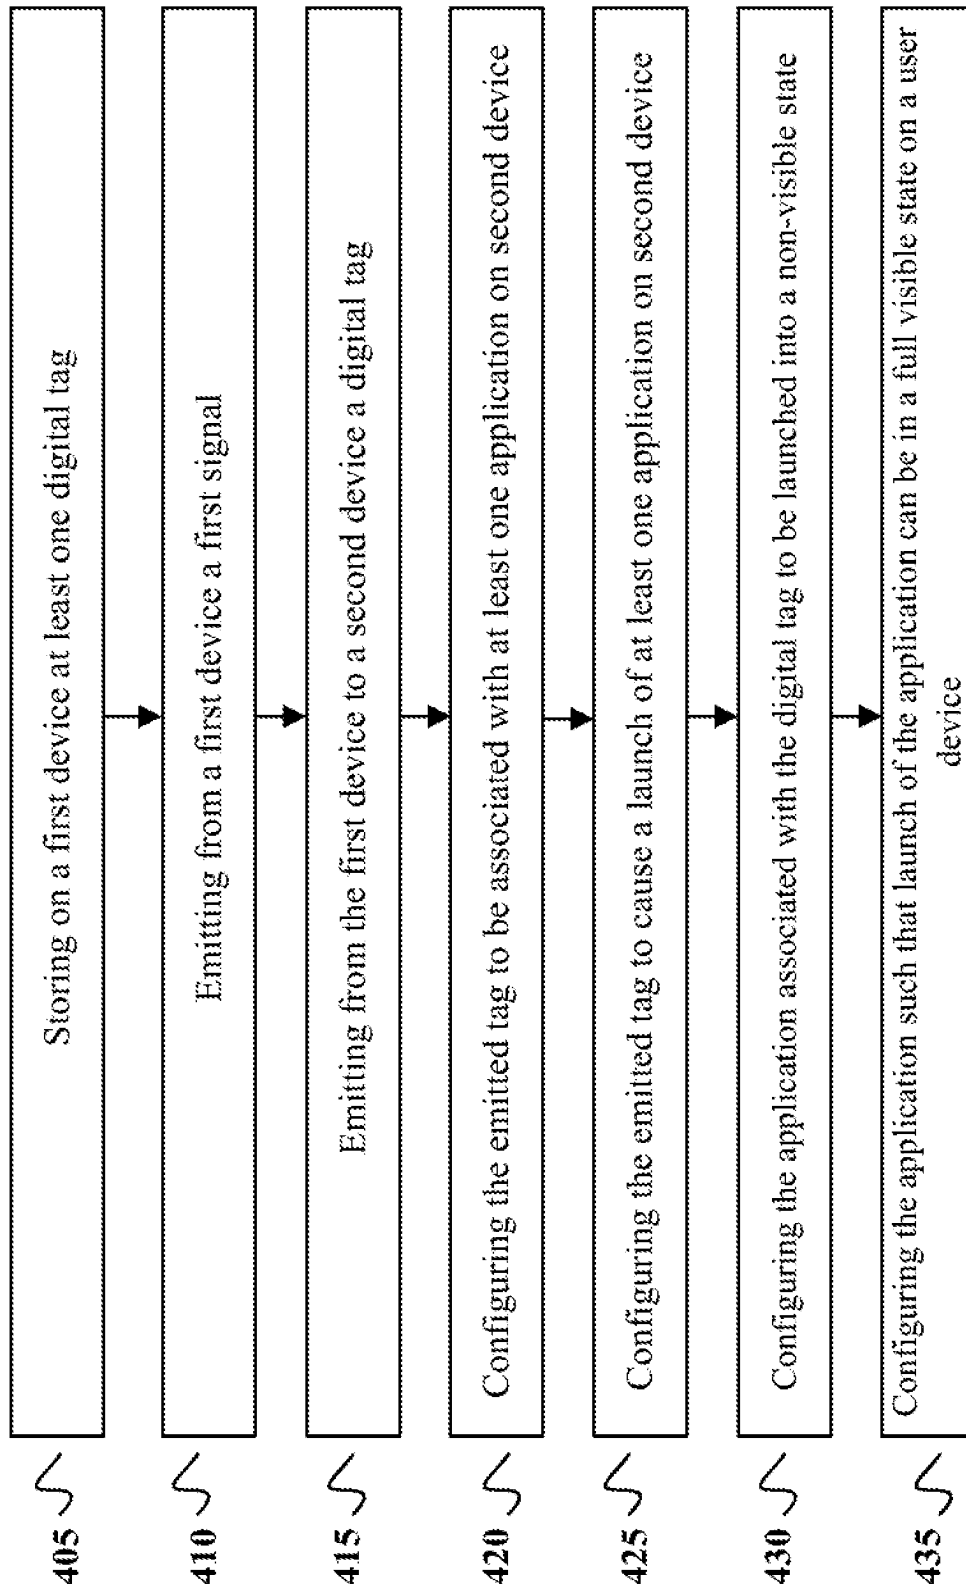 405 Storing on a first device at least one digital tag
410 Emitting from a first device a first signal
415 Emitting from the first device to a second device a digital tag
420 Configuring the emitted tag to be associated with at least one application on second device
425 Configuring the emitted tag to cause a launch of at least one application on second device
430 Configuring the application associated with the digital tag to be launched into a non-visible state
435 Configuring the application such that launch of the application can be in a full visible state on a user
device